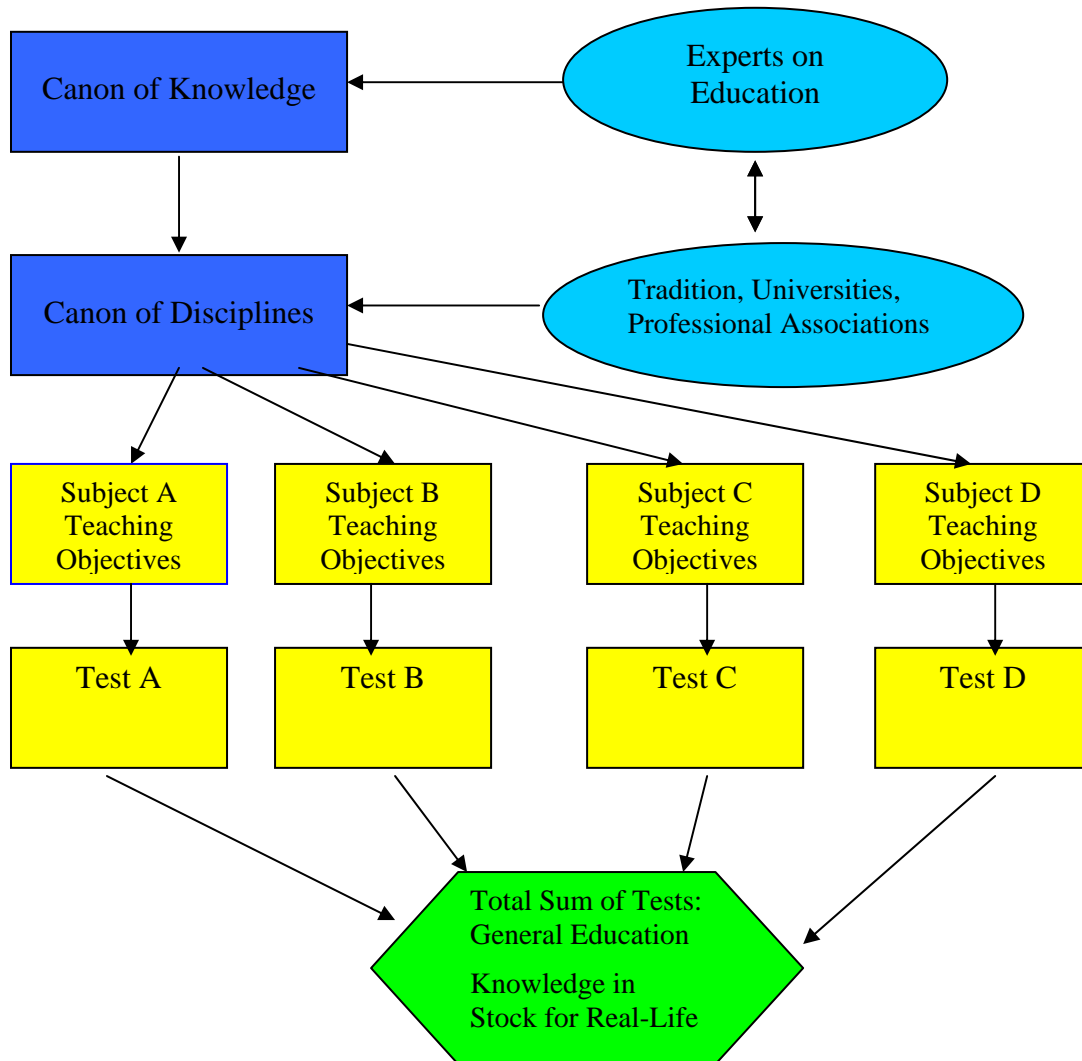 Canon of Knowledge
Experts on
Education
Canon of Disciplines
Tradition, Universities,
Professional Associations
Subject A
Teaching
Objectives
Subject B
Teaching
Objectives
Subject C
Teaching
Objectives
Subject D
Teaching
Objectives
Test A
Test B
Test C
Test D
Total Sum of Tests:
General Education
Knowledge in
Stock for Real-Life